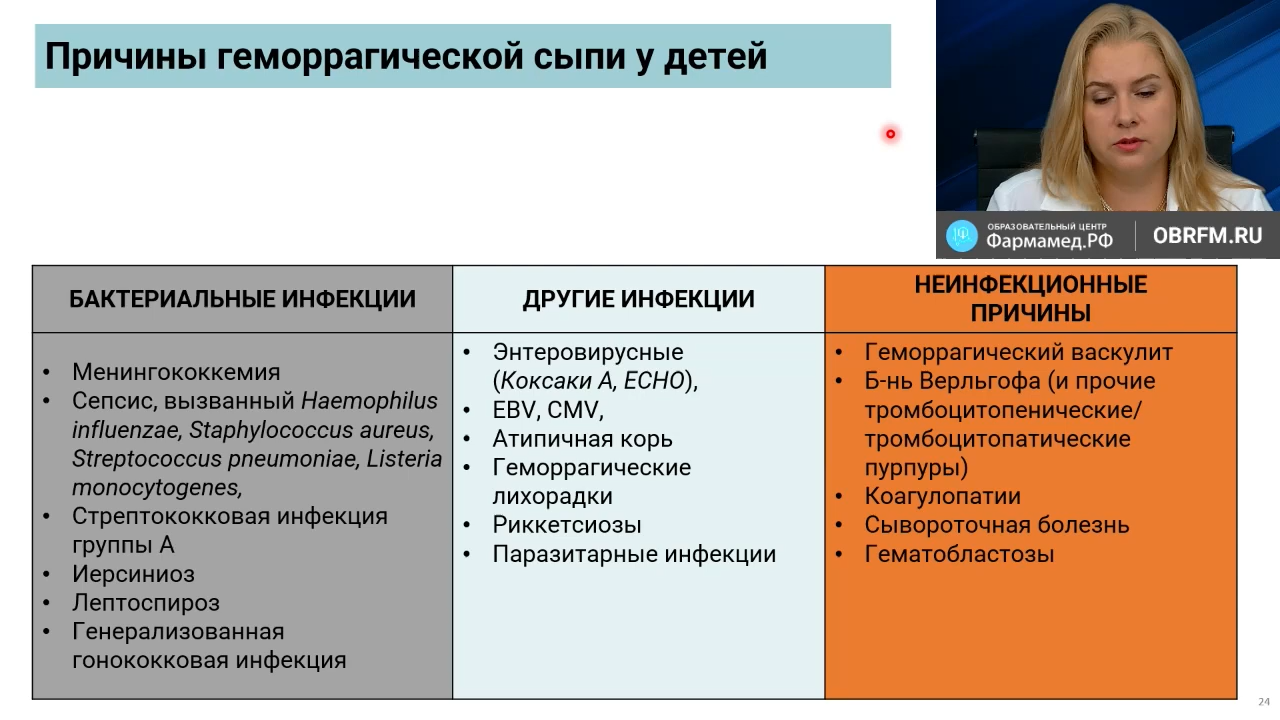 Причины геморрагической сыпи у детей
ОБРАЗОВАТЕЛЬНЫЙ ЦЕНТР
Фармамед.РФ
OBRFM.RU
БАКТЕРИАЛЬНЫЕ ИНФЕКЦИИ
• Менингококкемия
• Сепсис, вызванный Haemophilus
influenzae, Staphylococcus aureus,
Streptococcus pneumoniae, Listeria
monocytogenes,
• Стрептококковая инфекция
группы А
• Иерсиниоз
• Лептоспироз
• Генерализованная
гонококковая инфекция
ДРУГИЕ ИНФЕКЦИИ
• Энтеровирусные
(Коксаки А, ECHO),
• EBV, CMV,
• Атипичная корь
• Геморрагические
лихорадки
• Риккетсиозы
• Паразитарные инфекции
НЕИНФЕКЦИОННЫЕ
ПРИЧИНЫ
• Геморрагический васкулит
• Б-нь Верльгофа (и прочие
тромбоцитопенические/
тромбоцитопатические
пурпуры)
• Коагулопатии
• Сывороточная болезнь
• Гематобластозы
24